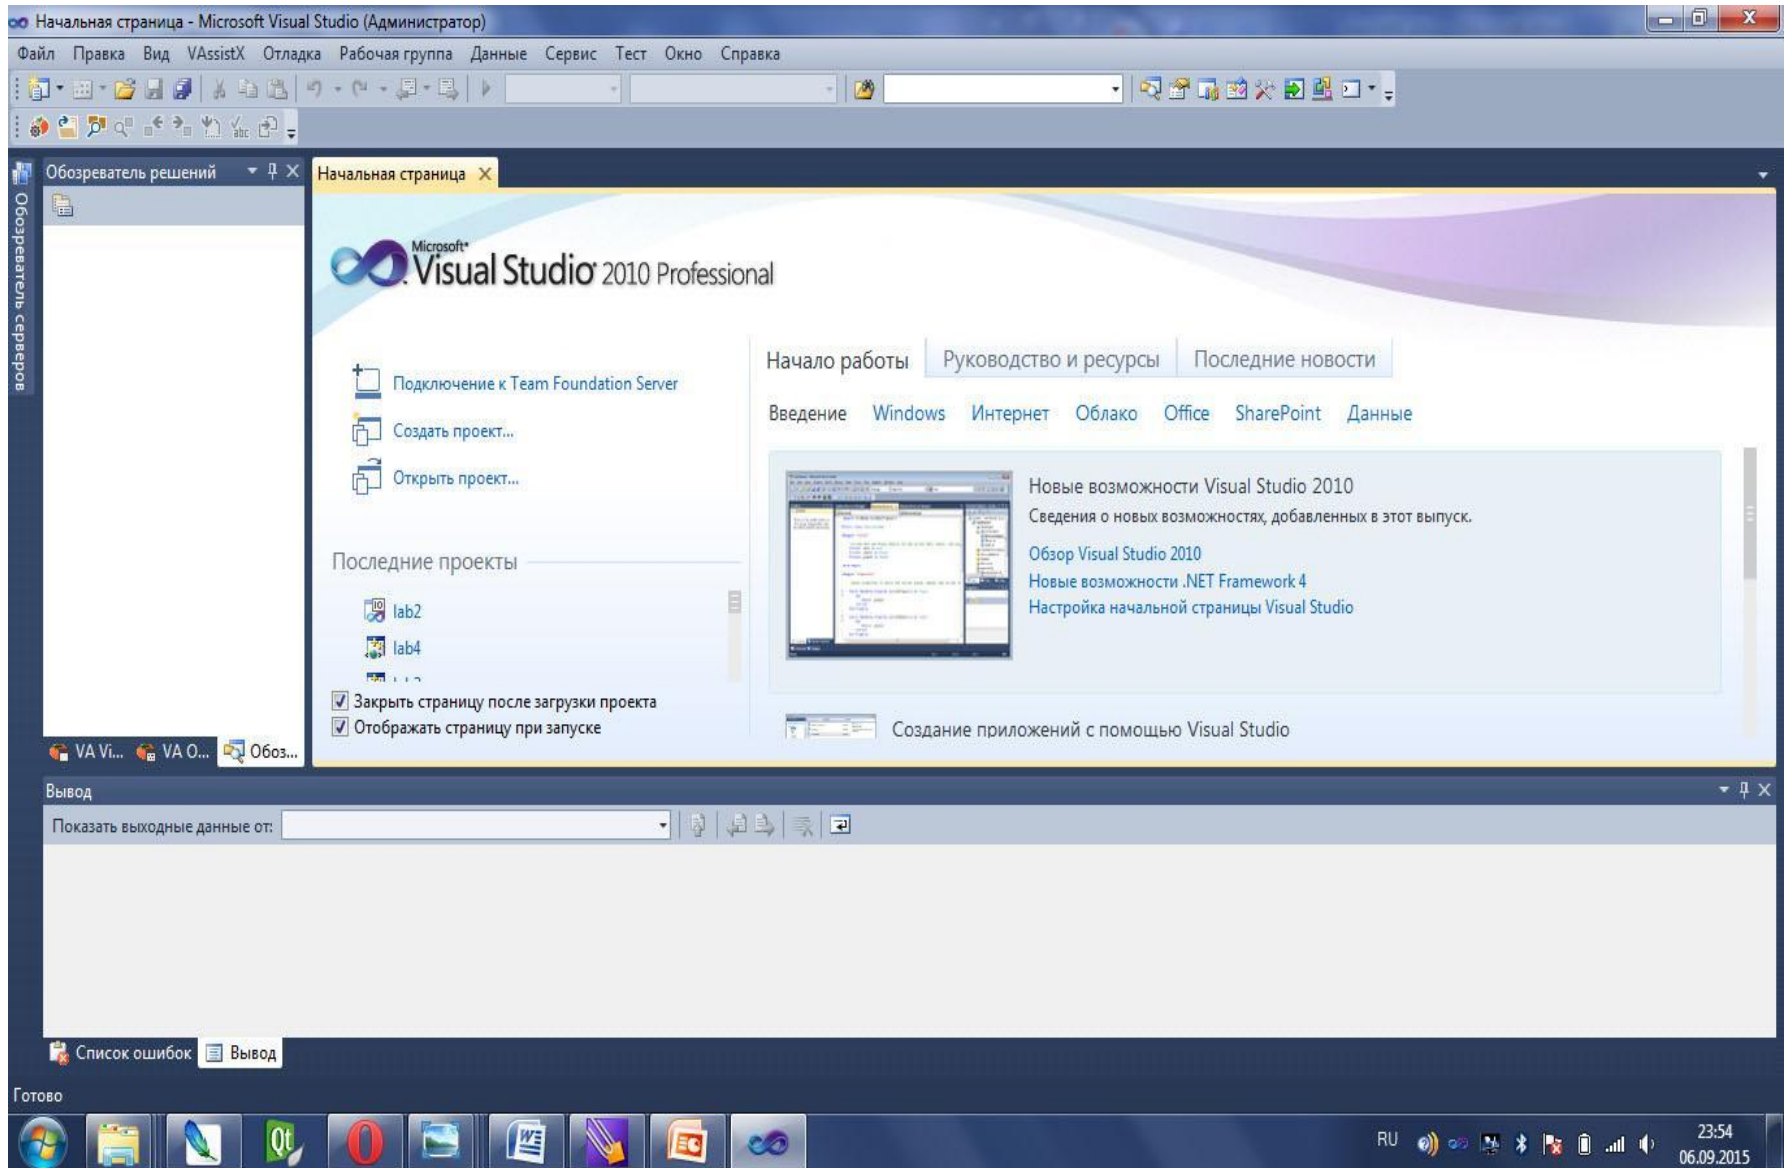 Начальная страница - Microsoft Visual Studio (Администратор)
Файл Правка Вид VAssistX Отладка Рабочая группа Данные Сервис Тест Окно Справка
Обозреватель серверов
Обозреватель решений
Начальная страница
Microsoft
Visual Studio 2010 Professional
Подключение к Team Foundation Server
Создать проект...
Открыть проект...
Последние проекты
lab2
lab4
Закрыть страницу после загрузки проекта
Отображать страницу при запуске
Начало работы Руководство и ресурсы Последние новости
Введение Windows Интернет Облако Office SharePoint Данные
Новые возможности Visual Studio 2010
Сведения о новых возможностях, добавленных в этот выпуск.
Обзор Visual Studio 2010
Новые возможности .NET Framework 4
Настройка начальной страницы Visual Studio
Создание приложений с помощью Visual Studio
VA Vi... VA O... Обоз...
Вывод
Показать выходные данные от:
Список ошибок Вывод
Готово
Qt
RU
23:54
06.09.2015